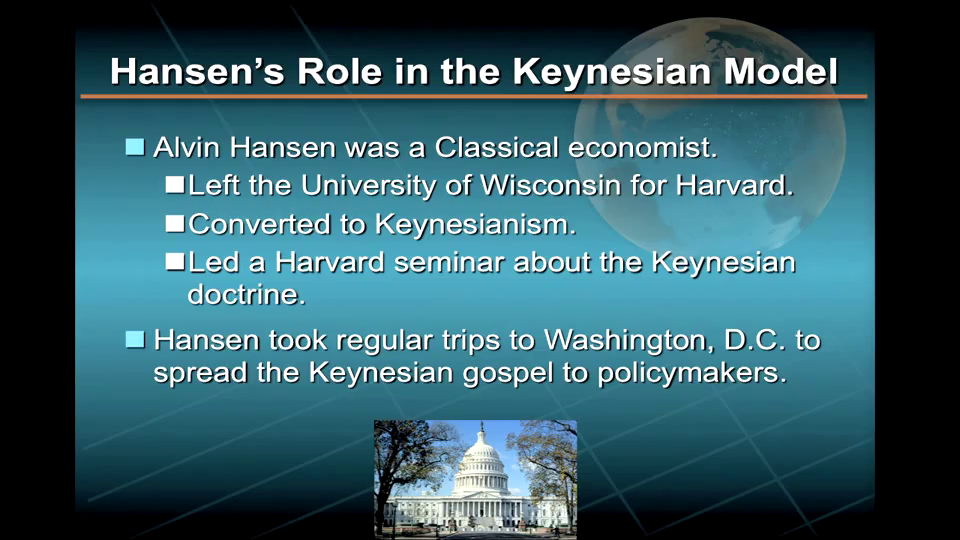 Hansen's Role in the Keynesian Model
Alvin Hansen was a Classical economist.
Left the University of Wisconsin for Harvard.
Converted to Keynesianism.
Led a Harvard seminar about the Keynesian
doctrine.
Hansen took regular trips to Washington, D.C. to
spread the Keynesian gospel to policymakers.